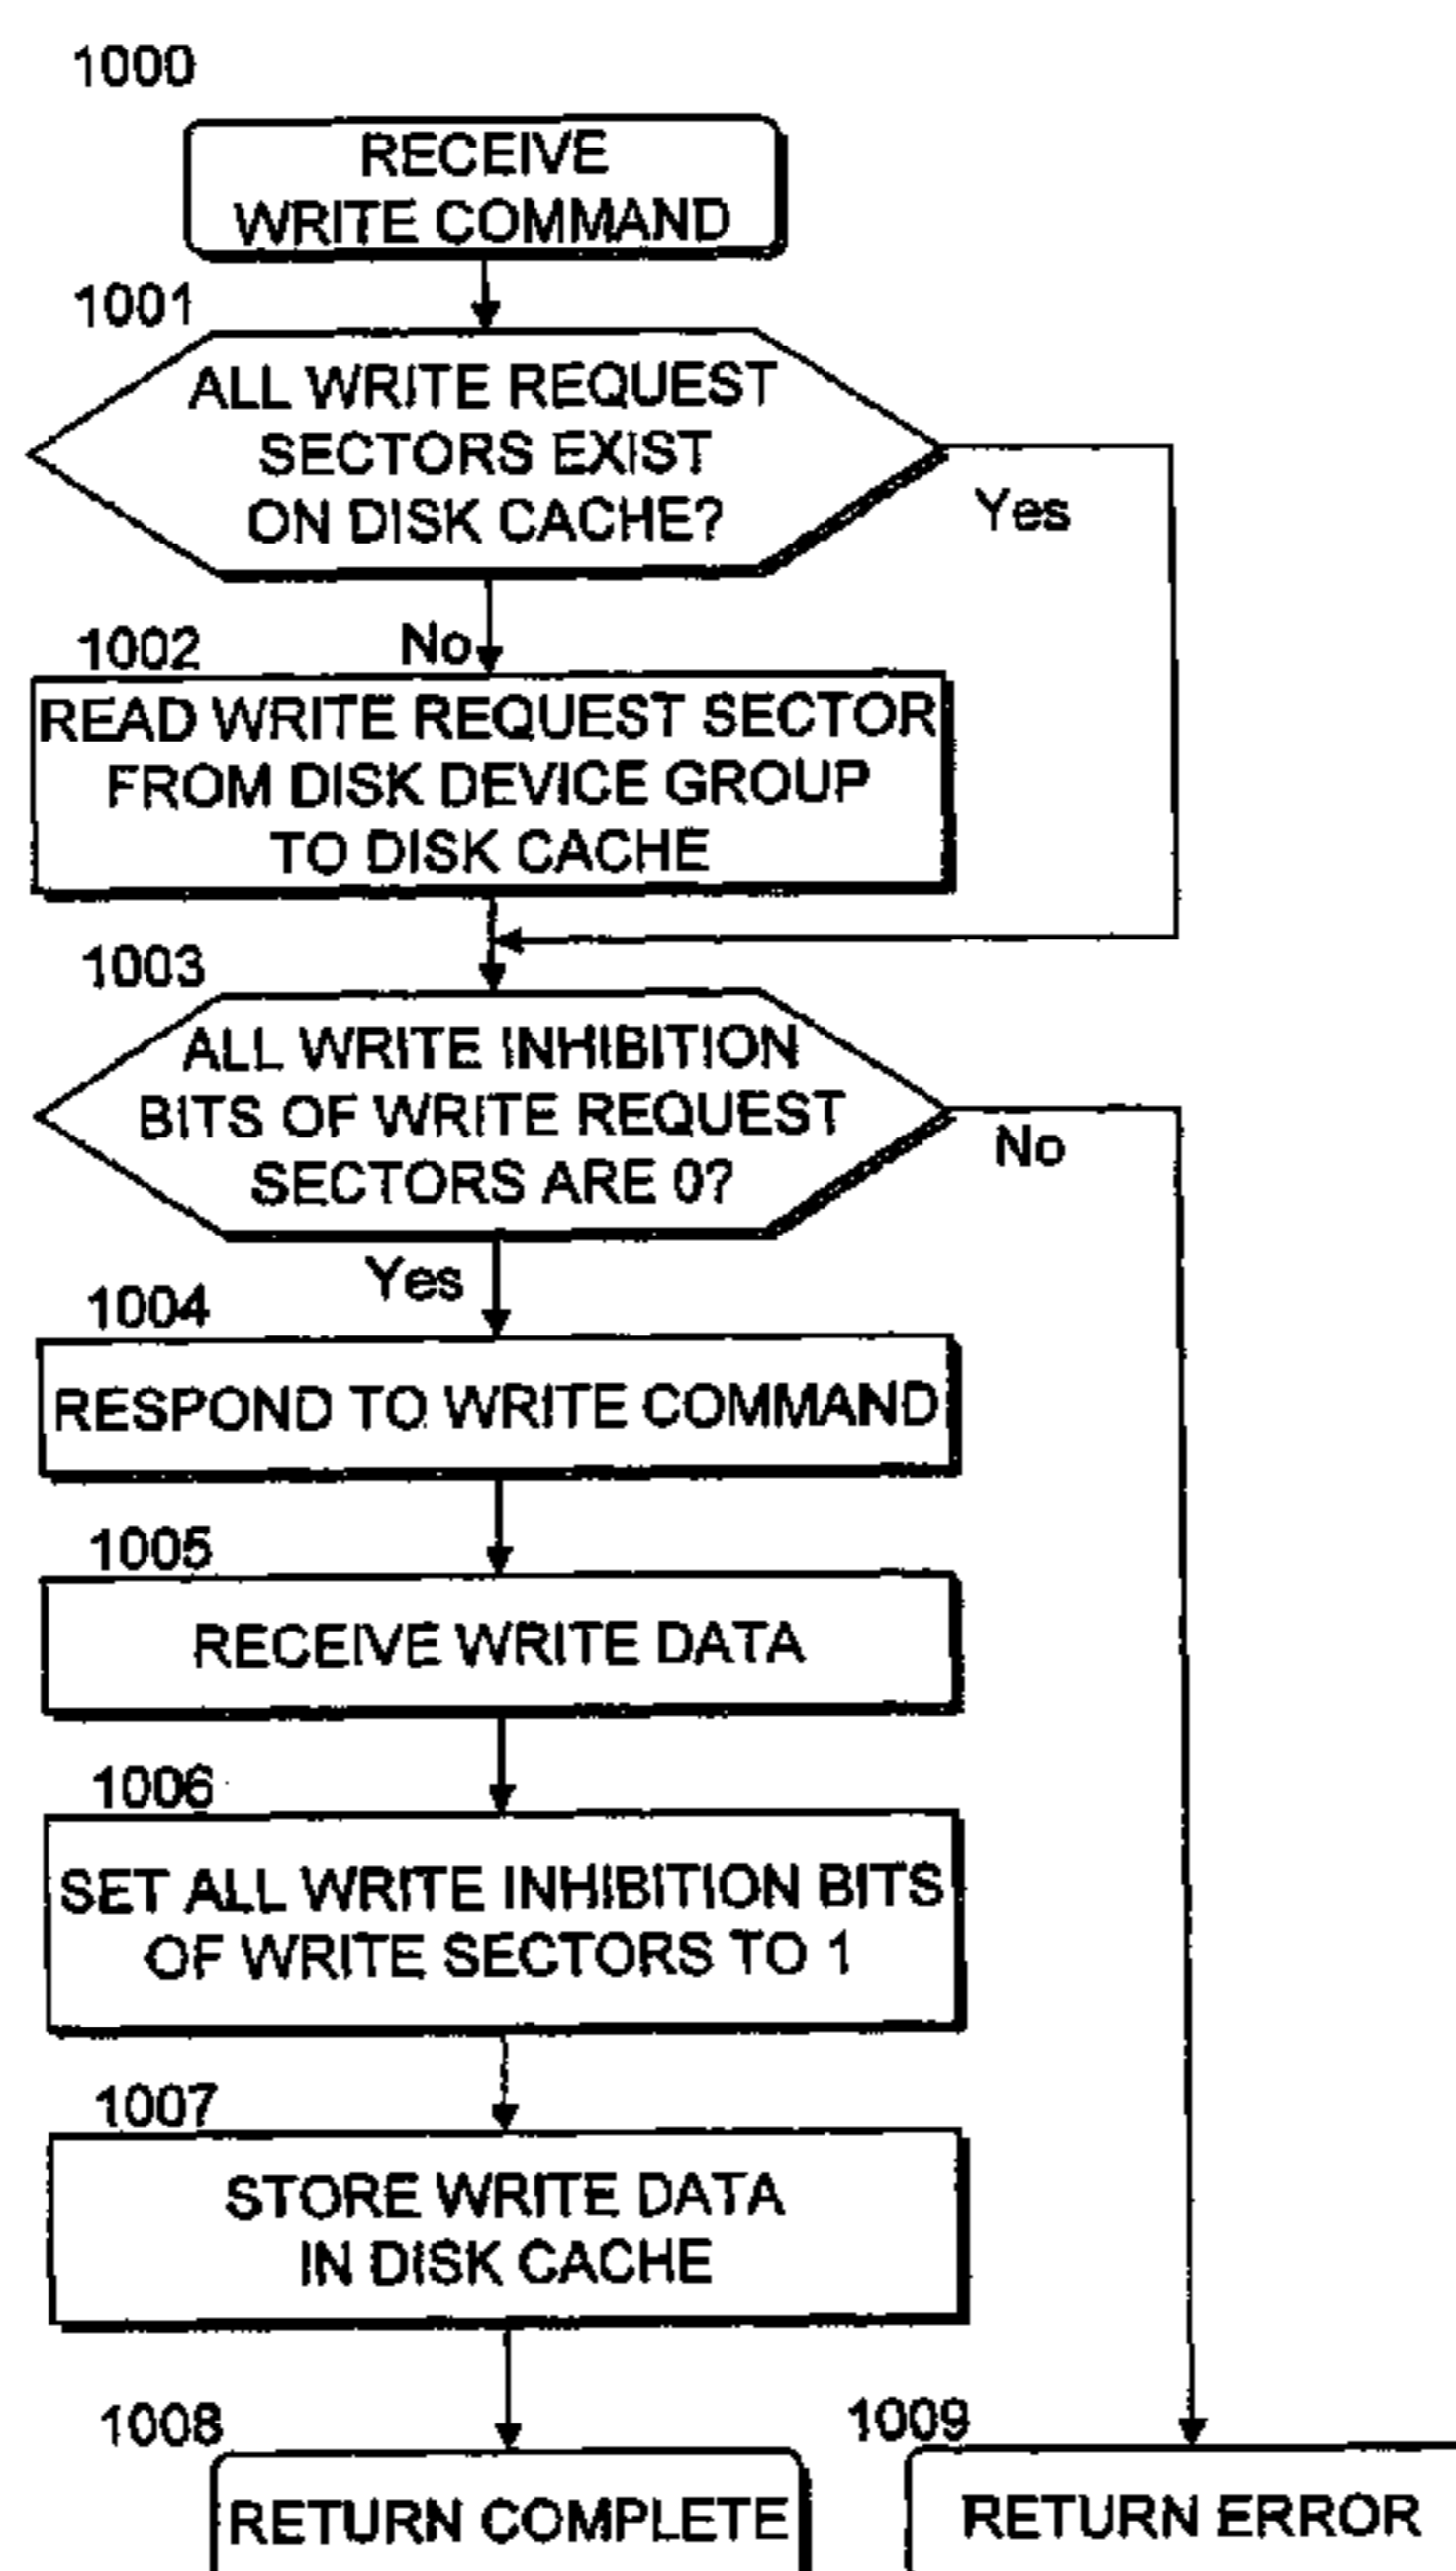 1000
RECEIVE
WRITE COMMAND
1001
ALL WRITE REQUEST
SECTORS EXIST
ON DISK CACHE?
Yes
No
1002
READ WRITE REQUEST SECTOR
FROM DISK DEVICE GROUP
TO DISK CACHE
1003
ALL WRITE INHIBITION
BITS OF WRITE REQUEST
SECTORS ARE 0?
No
Yes
1004
RESPOND TO WRITE COMMAND
1005
RECEIVE WRITE DATA
1006
SET ALL WRITE INHIBITION BITS
OF WRITE SECTORS TO 1
1007
STORE WRITE DATA
IN DISK CACHE
1008
RETURN COMPLETE
1009
RETURN ERROR